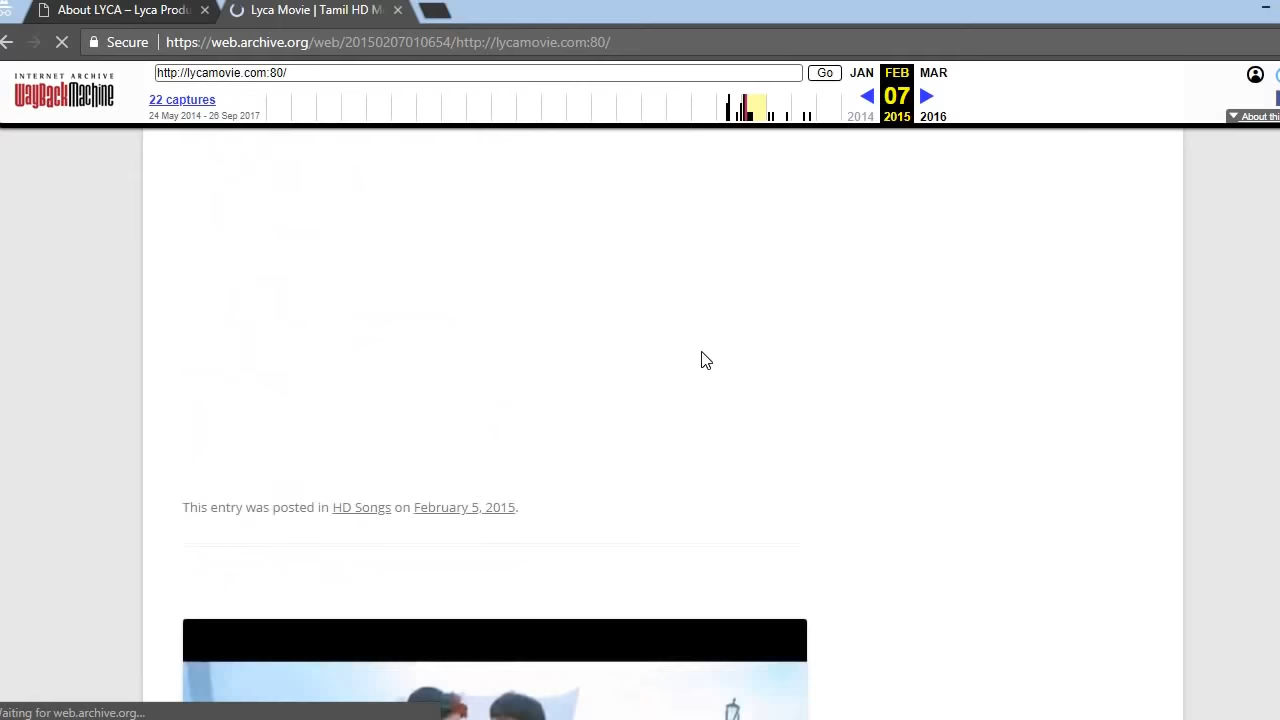 About LYCA – Lyca Produ
Lyca Movie | Tamil HD M
Secure
https://web.archive.org/web/20150207010654/http://lycamovie.com:80/
INTERNET ARCHIVE
WayBackMachine
http://lycamovie.com:80/
Go
JAN FEB MAR
22 captures
07
24 May 2014 - 26 Sep 2017
2014 2015 2016
About thi
This entry was posted in HD Songs on February 5, 2015.
Waiting for web.archive.org...